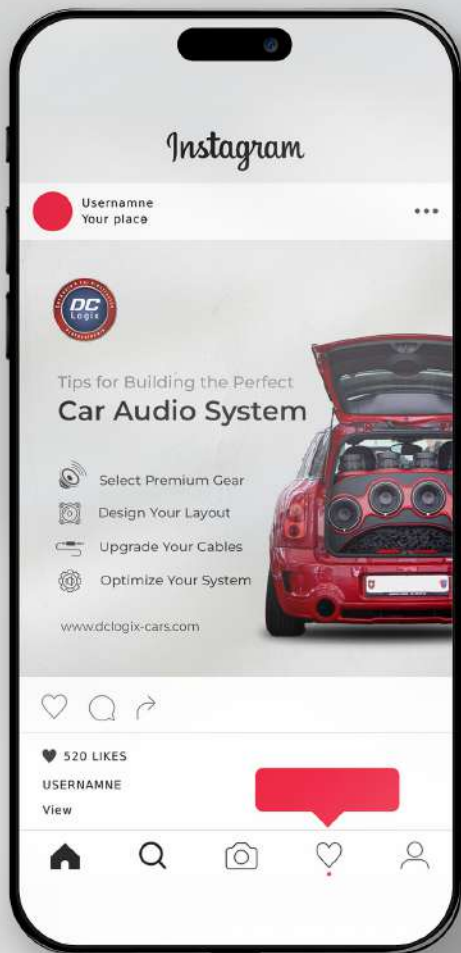 Instagram
Usernamne
Your place
DC
Logix
Tips for Building the Perfect
Car Audio System
Select Premium Gear
Design Your Layout
Upgrade Your Cables
Optimize Your System
www.dclogix-cars.com
520 LIKES
USERNAMNE
View